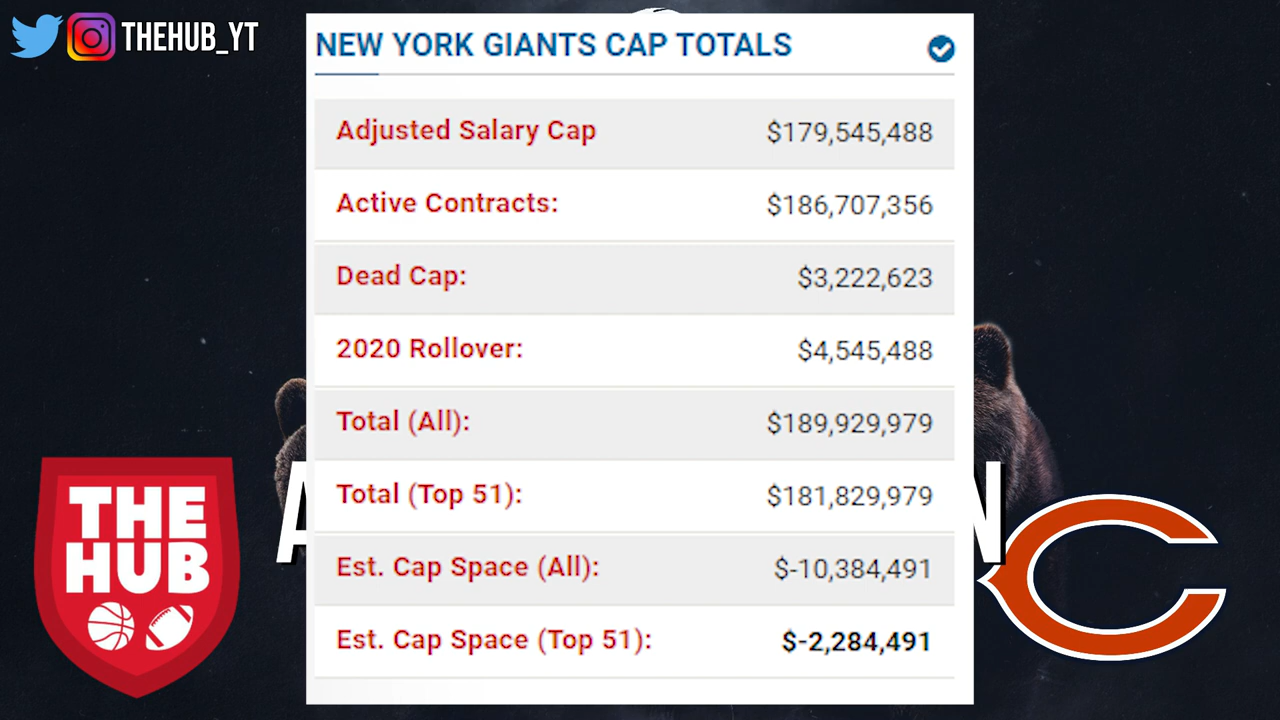 THEHUB_YT
NEW YORK GIANTS CAP TOTALS
Adjusted Salary Cap $179,545,488
Active Contracts: $186,707,356
Dead Cap: $3,222,623
2020 Rollover: $4,545,488
Total (All): $189,929,979
Total (Top 51): $181,829,979
Est. Cap Space (All): $-10,384,491
Est. Cap Space (Top 51): $-2,284,491
THE
HUB